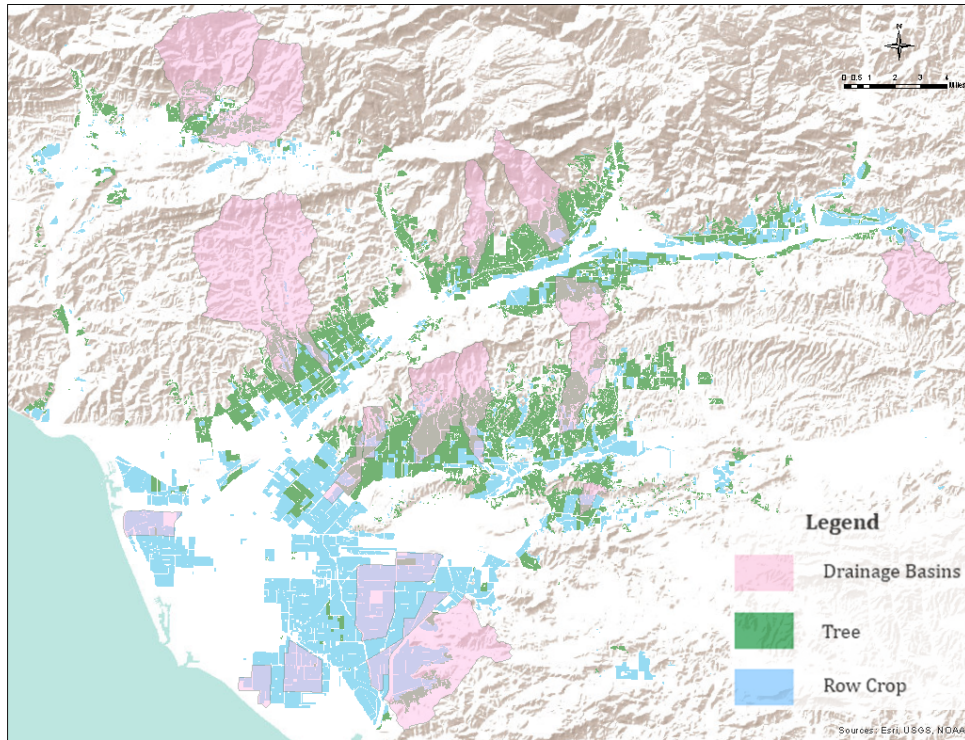 N
0 0.5 1 2 3 4
Miles
Legend
Drainage Basins
Tree
Row Crop
Sources: Esri, USGS, NOAA